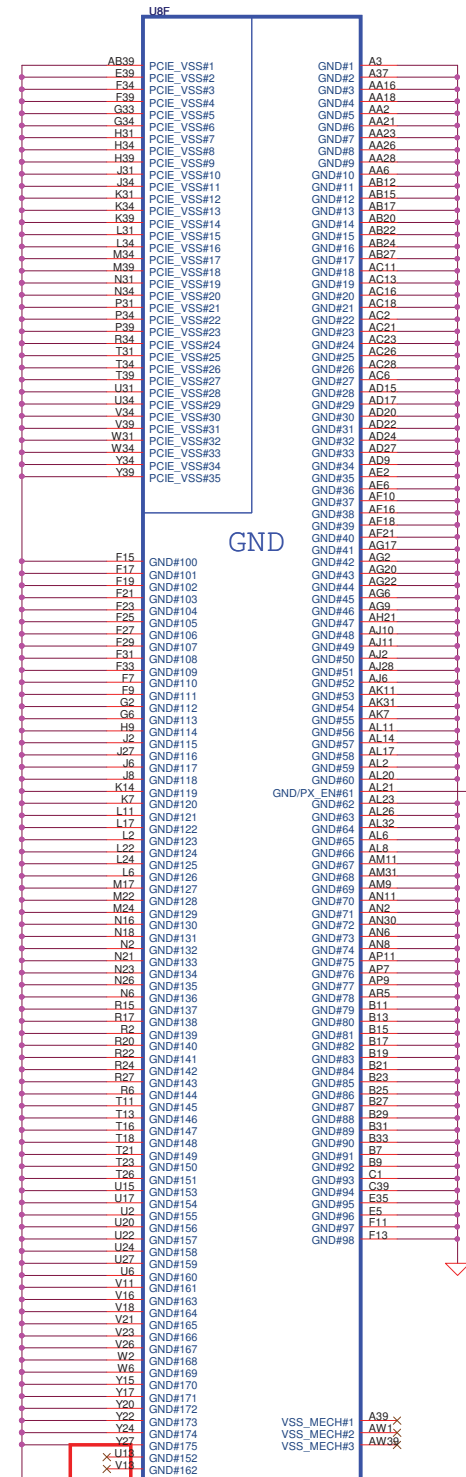 U8F
AB39 PCIE_VSS#1
E39 PCIE_VSS#2
F34 PCIE_VSS#3
F39 PCIE_VSS#4
G33 PCIE_VSS#5
G34 PCIE_VSS#6
H31 PCIE_VSS#7
H34 PCIE_VSS#8
H39 PCIE_VSS#9
J31 PCIE_VSS#10
J34 PCIE_VSS#11
K31 PCIE_VSS#12
K34 PCIE_VSS#13
K39 PCIE_VSS#14
L31 PCIE_VSS#15
L34 PCIE_VSS#16
M34 PCIE_VSS#17
M39 PCIE_VSS#18
N31 PCIE_VSS#19
N34 PCIE_VSS#20
P31 PCIE_VSS#21
P34 PCIE_VSS#22
P39 PCIE_VSS#23
R34 PCIE_VSS#24
T31 PCIE_VSS#25
T34 PCIE_VSS#26
T39 PCIE_VSS#27
U31 PCIE_VSS#28
U34 PCIE_VSS#29
V34 PCIE_VSS#30
V39 PCIE_VSS#31
W31 PCIE_VSS#32
W34 PCIE_VSS#33
Y34 PCIE_VSS#34
Y39 PCIE_VSS#35
GND
F15 GND#100
F17 GND#101
F19 GND#102
F21 GND#103
F23 GND#104
F25 GND#105
F27 GND#106
F29 GND#107
F31 GND#108
F33 GND#109
F7 GND#110
F9 GND#111
G2 GND#112
G6 GND#113
H9 GND#114
J2 GND#115
J27 GND#116
J6 GND#117
J8 GND#118
K14 GND#119
K7 GND#120
L11 GND#121
L17 GND#122
L2 GND#123
L22 GND#124
L24 GND#125
L6 GND#126
M17 GND#127
M22 GND#128
M24 GND#129
N16 GND#130
N18 GND#131
N2 GND#132
N21 GND#133
N23 GND#134
N26 GND#135
N6 GND#136
R15 GND#137
R17 GND#138
R2 GND#139
R20 GND#140
R22 GND#141
R24 GND#142
R27 GND#143
R6 GND#144
T11 GND#145
T13 GND#146
T16 GND#147
T18 GND#148
T21 GND#149
T23 GND#150
T26 GND#151
U15 GND#153
U17 GND#154
U2 GND#155
U20 GND#156
U22 GND#157
U24 GND#158
U27 GND#159
U6 GND#160
V11 GND#161
V16 GND#163
V18 GND#164
V21 GND#165
V23 GND#166
V26 GND#167
W2 GND#168
W6 GND#169
Y15 GND#170
Y17 GND#171
Y20 GND#172
Y22 GND#173
Y24 GND#174
Y27 GND#175
U13 GND#152
V13 GND#162
GND#1 A3
GND#2 A37
GND#3 AA16
GND#4 AA18
GND#5 AA2
GND#6 AA21
GND#7 AA23
GND#8 AA26
GND#9 AA28
GND#10 AA6
GND#11 AB12
GND#12 AB15
GND#13 AB17
GND#14 AB20
GND#15 AB22
GND#16 AB24
GND#17 AB27
GND#18 AC11
GND#19 AC13
GND#20 AC16
GND#21 AC18
GND#22 AC2
GND#23 AC21
GND#24 AC23
GND#25 AC26
GND#26 AC28
GND#27 AC6
GND#28 AD15
GND#29 AD17
GND#30 AD20
GND#31 AD22
GND#32 AD24
GND#33 AD27
GND#34 AD9
GND#35 AE2
GND#36 AE6
GND#37 AF10
GND#38 AF16
GND#39 AF18
GND#40 AF21
GND#41 AG17
GND#42 AG2
GND#43 AG20
GND#44 AG22
GND#45 AG6
GND#46 AG9
GND#47 AH21
GND#48 AJ10
GND#49 AJ11
GND#50 AJ2
GND#51 AJ28
GND#52 AJ6
GND#53 AK11
GND#54 AK31
GND#55 AK7
GND#56 AL11
GND#57 AL14
GND#58 AL17
GND#59 AL2
GND#60 AL20
GND/PX_EN#61 AL21
GND#62 AL23
GND#63 AL26
GND#64 AL32
GND#65 AL6
GND#66 AL8
GND#67 AM11
GND#68 AM31
GND#69 AM9
GND#70 AN11
GND#71 AN2
GND#72 AN30
GND#73 AN6
GND#74 AN8
GND#75 AP11
GND#76 AP7
GND#77 AP9
GND#78 AR5
GND#79 B11
GND#80 B13
GND#81 B15
GND#82 B17
GND#83 B19
GND#84 B21
GND#85 B23
GND#86 B25
GND#87 B27
GND#88 B29
GND#89 B31
GND#90 B33
GND#91 B7
GND#92 B9
GND#93 C1
GND#94 C39
GND#95 E35
GND#96 E5
GND#97 F11
GND#98 F13
VSS_MECH#1 A39
VSS_MECH#2 AW1
VSS_MECH#3 AW39